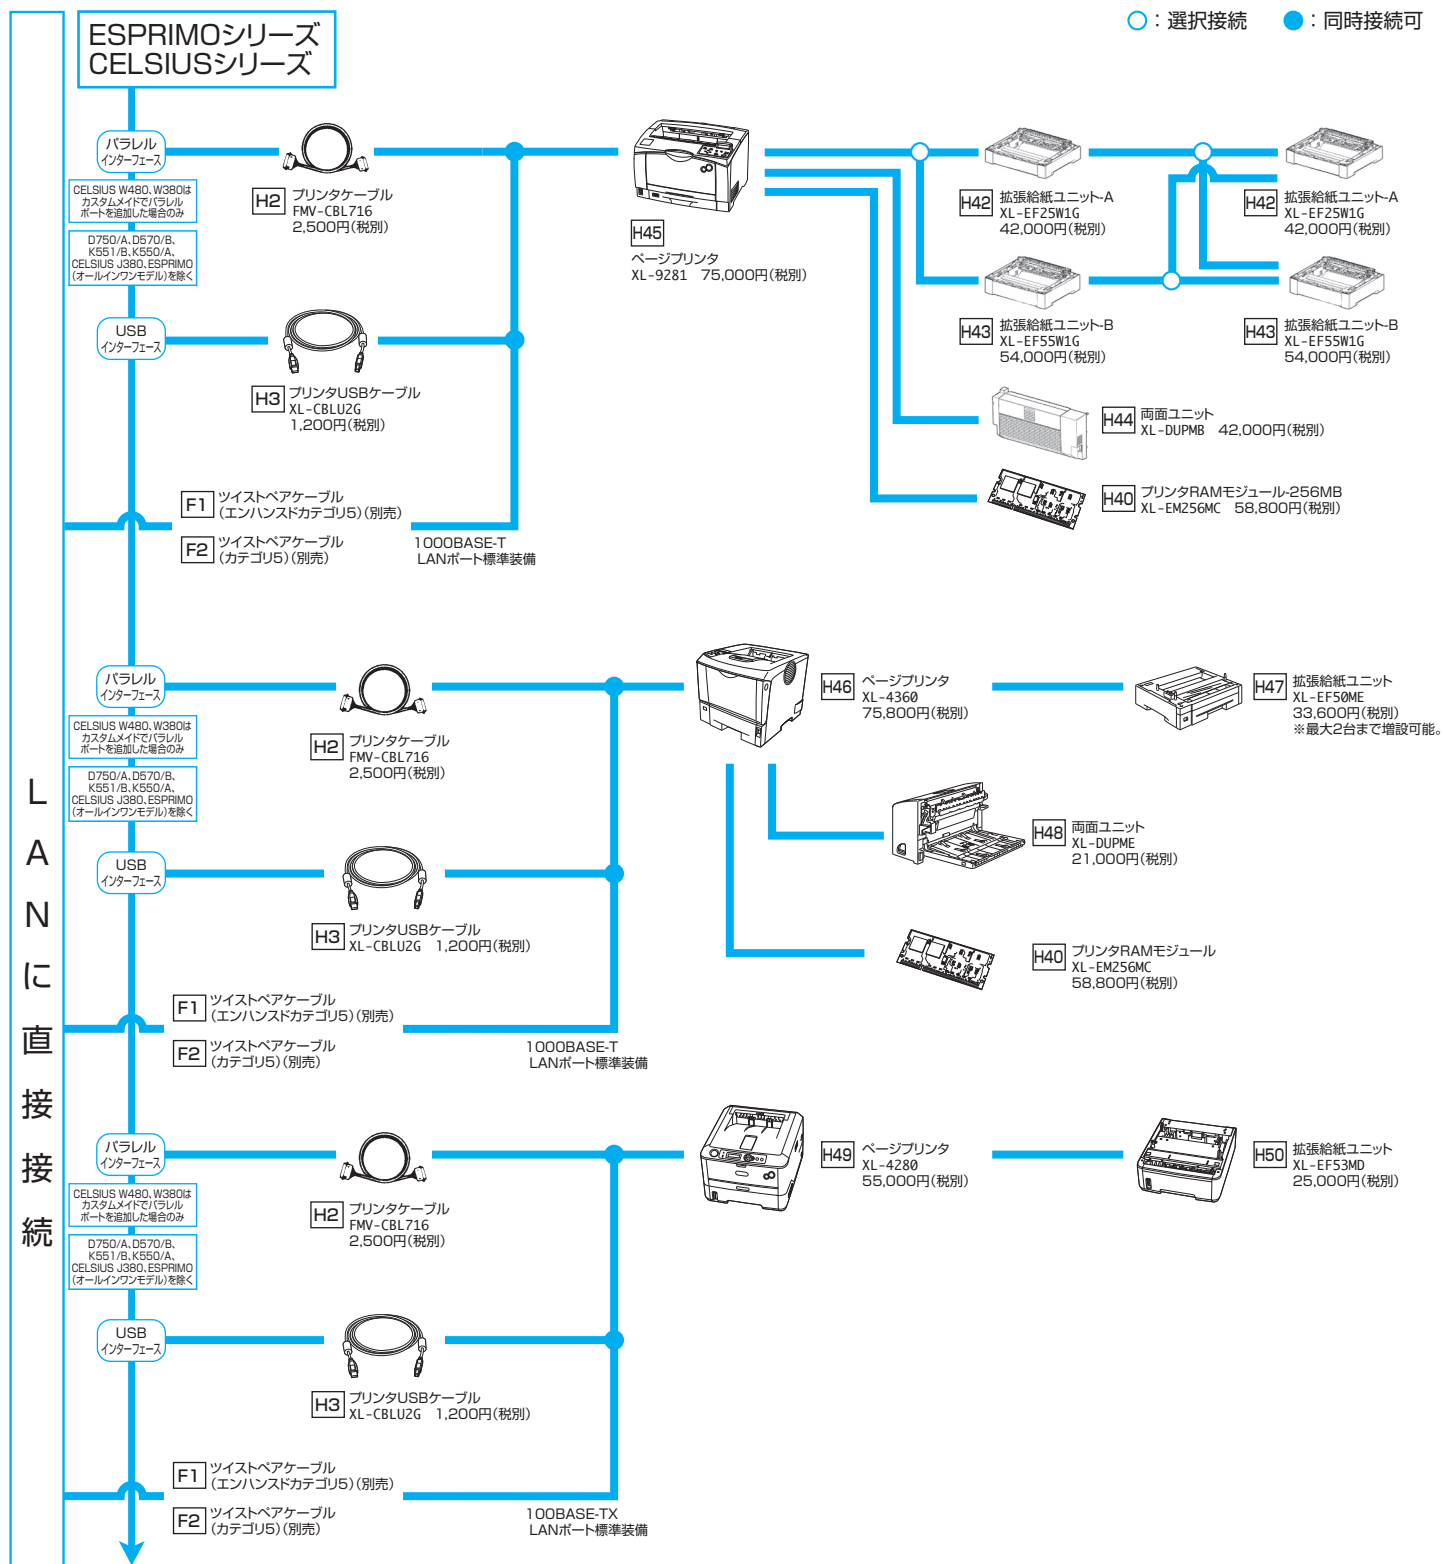 ESPRIMOシリーズ
CELSIUSシリーズ
○：選択接続　●：同時接続可
LANに直接接続
パラレル
インターフェース
CELSIUS W480、W380は
カスタムメイドでパラレル
ポートを追加した場合のみ
D750/A、D570/B、
K551/B、K550/A、
CELSIUS J380、ESPRIMO
(オールインワンモデル)を除く
H2 プリンタケーブル
FMV-CBL716
2,500円(税別)
USB
インターフェース
H3 プリンタUSBケーブル
XL-CBLU2G
1,200円(税別)
F1 ツイストペアケーブル
(エンハンスドカテゴリ5)(別売)
F2 ツイストペアケーブル
(カテゴリ5)(別売)
1000BASE-T
LANポート標準装備
H45
ページプリンタ
XL-9281　75,000円(税別)
H42 拡張給紙ユニット-A
XL-EF25W1G
42,000円(税別)
H42 拡張給紙ユニット-A
XL-EF25W1G
42,000円(税別)
H43 拡張給紙ユニット-B
XL-EF55W1G
54,000円(税別)
H43 拡張給紙ユニット-B
XL-EF55W1G
54,000円(税別)
H44 両面ユニット
XL-DUPMB　42,000円(税別)
H40 プリンタRAMモジュール-256MB
XL-EM256MC　58,800円(税別)
パラレル
インターフェース
CELSIUS W480、W380は
カスタムメイドでパラレル
ポートを追加した場合のみ
D750/A、D570/B、
K551/B、K550/A、
CELSIUS J380、ESPRIMO
(オールインワンモデル)を除く
H2 プリンタケーブル
FMV-CBL716
2,500円(税別)
USB
インターフェース
H3 プリンタUSBケーブル
XL-CBLU2G　1,200円(税別)
F1 ツイストペアケーブル
(エンハンスドカテゴリ5)(別売)
F2 ツイストペアケーブル
(カテゴリ5)(別売)
1000BASE-T
LANポート標準装備
H46 ページプリンタ
XL-4360
75,800円(税別)
H47 拡張給紙ユニット
XL-EF50ME
33,600円(税別)
※最大2台まで増設可能。
H48 両面ユニット
XL-DUPME
21,000円(税別)
H40 プリンタRAMモジュール
XL-EM256MC
58,800円(税別)
パラレル
インターフェース
CELSIUS W480、W380は
カスタムメイドでパラレル
ポートを追加した場合のみ
D750/A、D570/B、
K551/B、K550/A、
CELSIUS J380、ESPRIMO
(オールインワンモデル)を除く
H2 プリンタケーブル
FMV-CBL716
2,500円(税別)
USB
インターフェース
H3 プリンタUSBケーブル
XL-CBLU2G　1,200円(税別)
F1 ツイストペアケーブル
(エンハンスドカテゴリ5)(別売)
F2 ツイストペアケーブル
(カテゴリ5)(別売)
100BASE-TX
LANポート標準装備
H49 ページプリンタ
XL-4280
55,000円(税別)
H50 拡張給紙ユニット
XL-EF53MD
25,000円(税別)